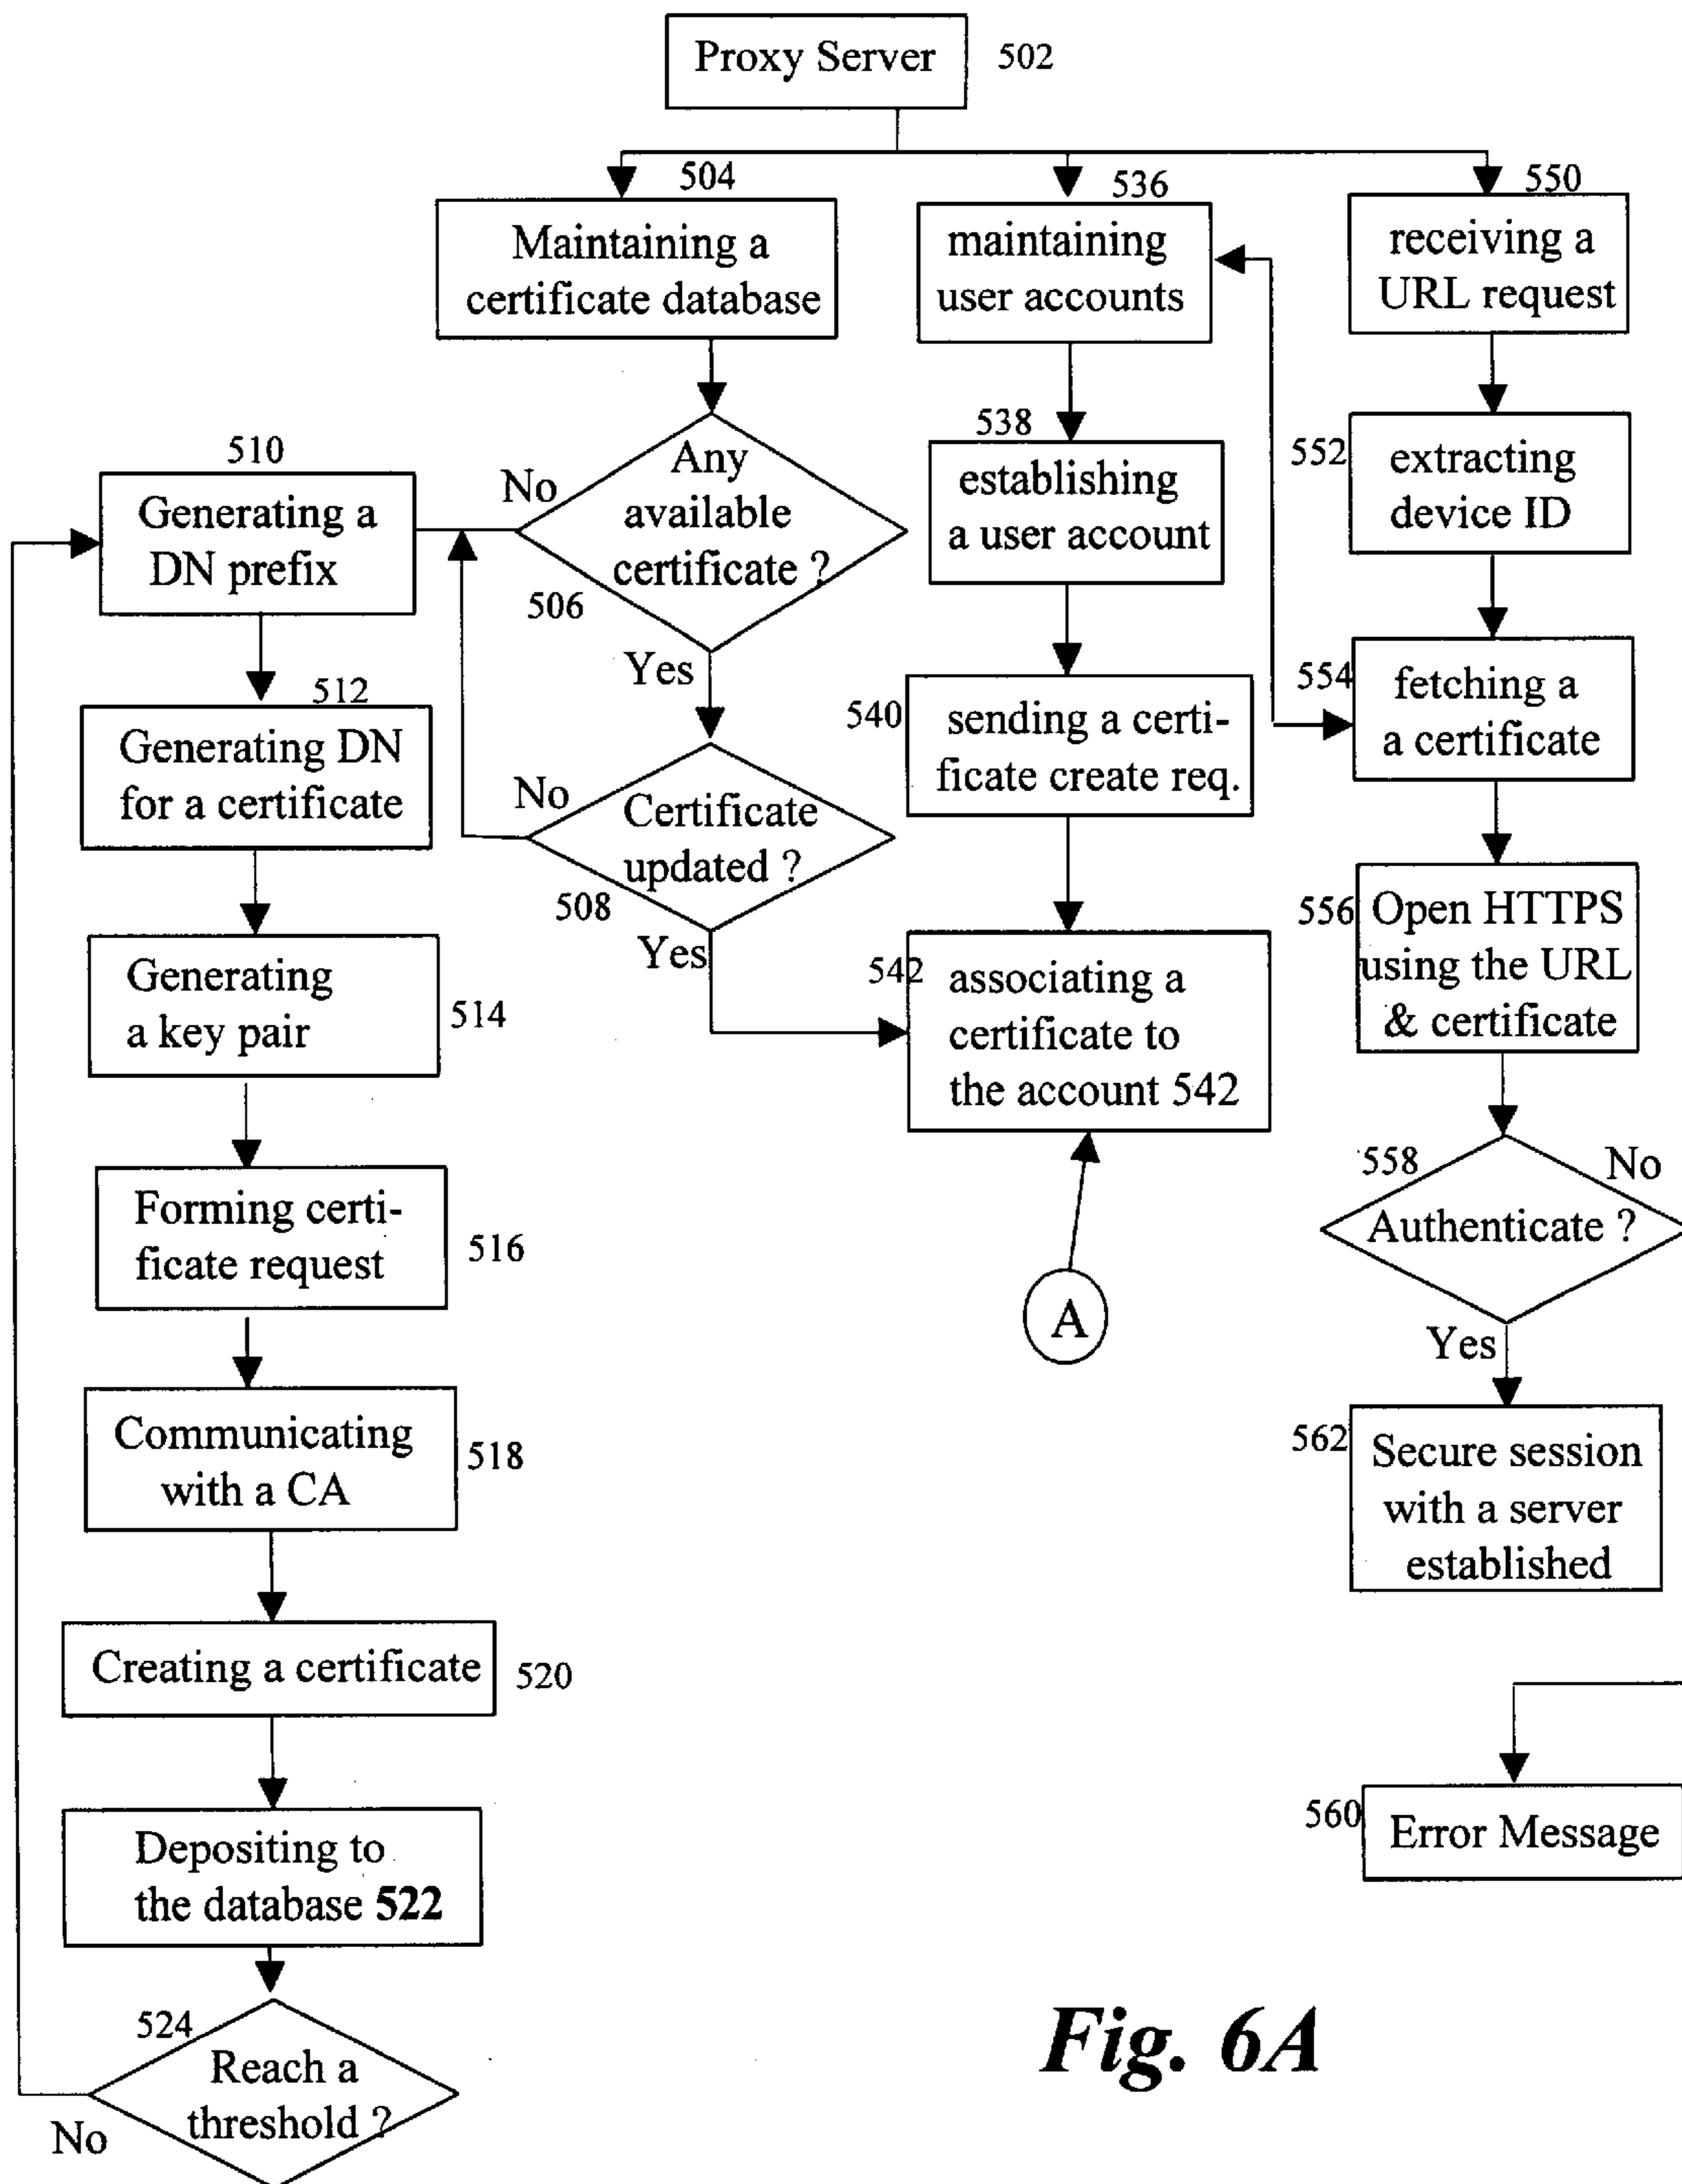 Proxy Server
502
504
Maintaining a
certificate database
536
maintaining
user accounts
550
receiving a
URL request
510
Generating a
DN prefix
No
Any
available
certificate ?
506
Yes
538
establishing
a user account
552
extracting
device ID
512
Generating DN
for a certificate
No
Certificate
updated ?
508
Yes
540
sending a certi-
ficate create req.
554
fetching a
a certificate
Generating
a key pair
514
542
associating a
certificate to
the account 542
556
Open HTTPS
using the URL
& certificate
Forming certi-
ficate request
516
A
558
No
Authenticate ?
Yes
Communicating
with a CA
518
562
Secure session
with a server
established
Creating a certificate
520
Depositing to
the database 522
560
Error Message
524
Reach a
threshold ?
No
Fig. 6A